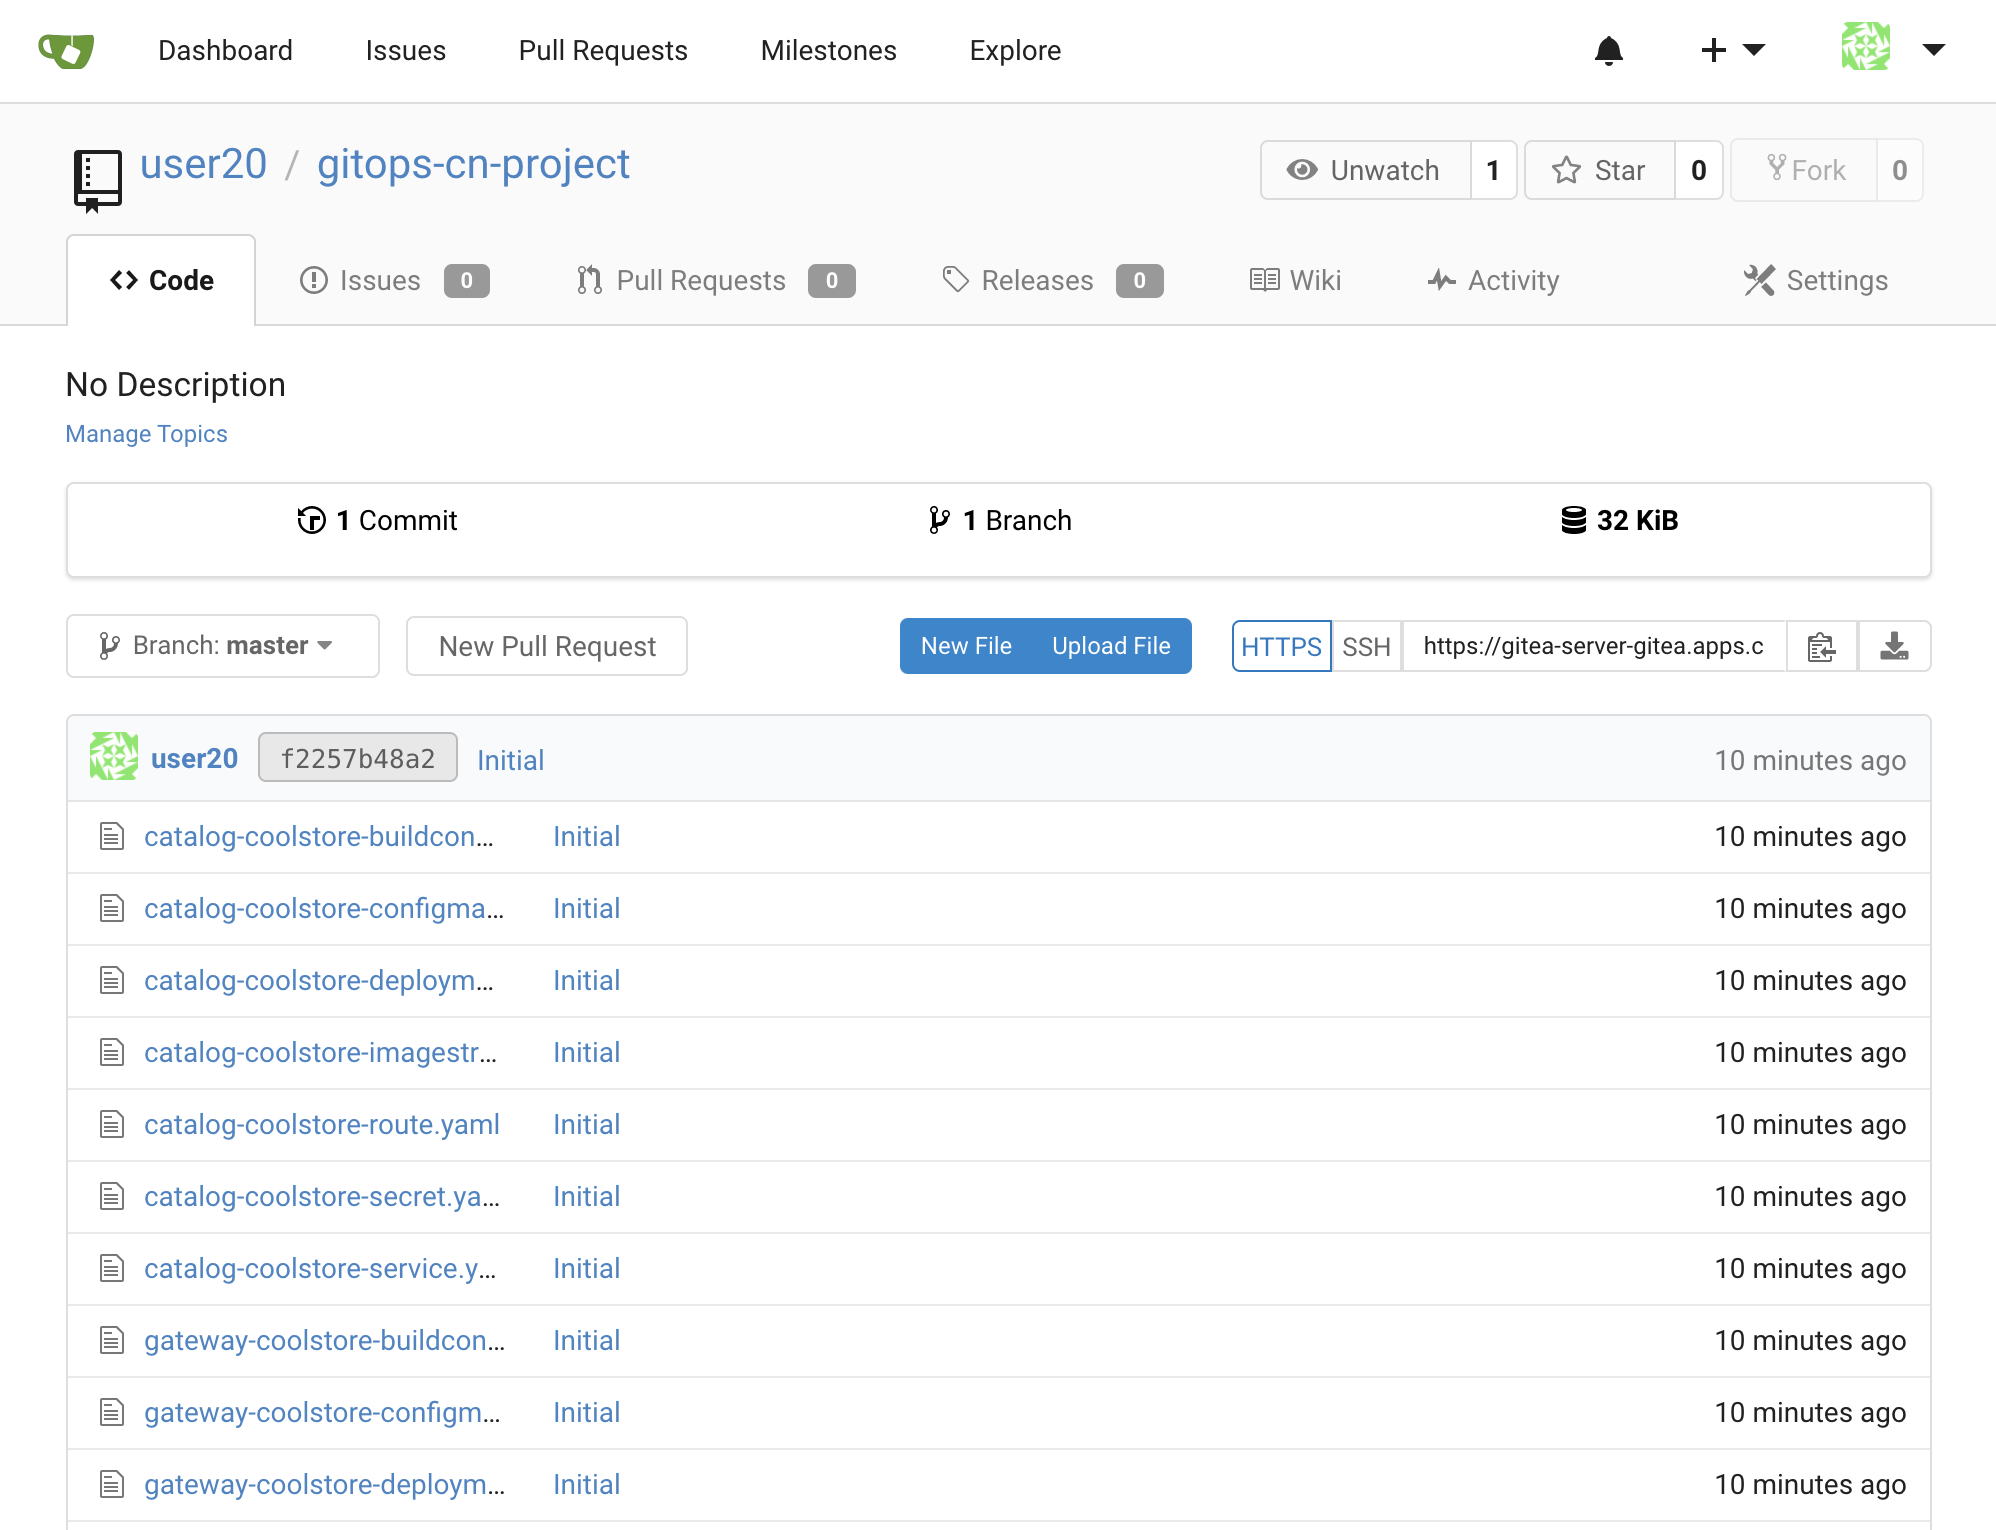 Dashboard Issues Pull Requests Milestones Explore
user20 / gitops-cn-project Unwatch 1 Star 0 Fork 0
Code Issues 0 Pull Requests 0 Releases 0 Wiki Activity Settings
No Description
Manage Topics
1 Commit 1 Branch 32 KiB
Branch: master New Pull Request New File Upload File HTTPS SSH https://gitea-server-gitea.apps.c
user20 f2257b48a2 Initial 10 minutes ago
catalog-coolstore-buildcon... Initial 10 minutes ago
catalog-coolstore-configma... Initial 10 minutes ago
catalog-coolstore-deploym... Initial 10 minutes ago
catalog-coolstore-imagestr... Initial 10 minutes ago
catalog-coolstore-route.yaml Initial 10 minutes ago
catalog-coolstore-secret.ya... Initial 10 minutes ago
catalog-coolstore-service.y... Initial 10 minutes ago
gateway-coolstore-buildcon... Initial 10 minutes ago
gateway-coolstore-configm... Initial 10 minutes ago
gateway-coolstore-deploym... Initial 10 minutes ago